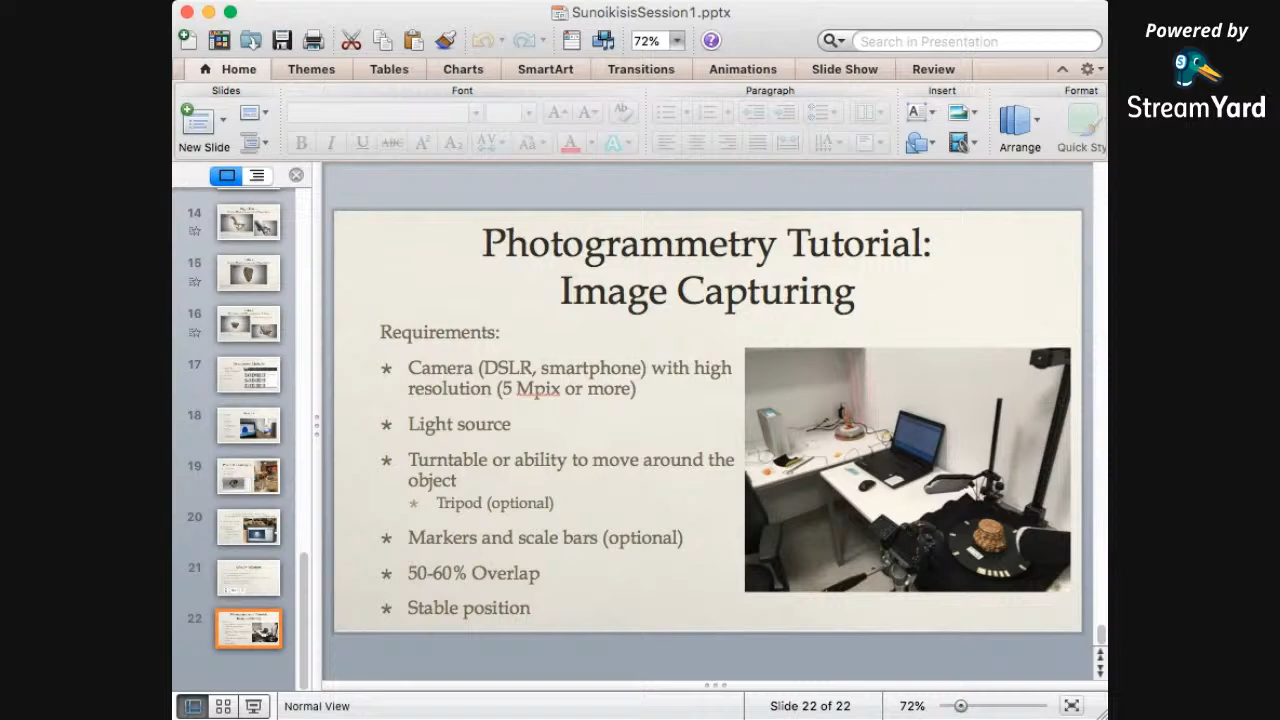 SunoikisisSession1.pptx
Powered by
StreamYard
72%
Search in Presentation
Home
Themes
Tables
Charts
SmartArt
Transitions
Animations
Slide Show
Review
Slides
Font
Paragraph
Insert
Format
New Slide
Arrange
Quick Sty
14
15
16
17
18
19
20
21
22
Photogrammetry Tutorial:
Image Capturing
Requirements:
* Camera (DSLR, smartphone) with high
resolution (5 Mpix or more)
* Light source
* Turntable or ability to move around the
object
* Tripod (optional)
* Markers and scale bars (optional)
* 50-60% Overlap
* Stable position
Normal View
Slide 22 of 22
72%